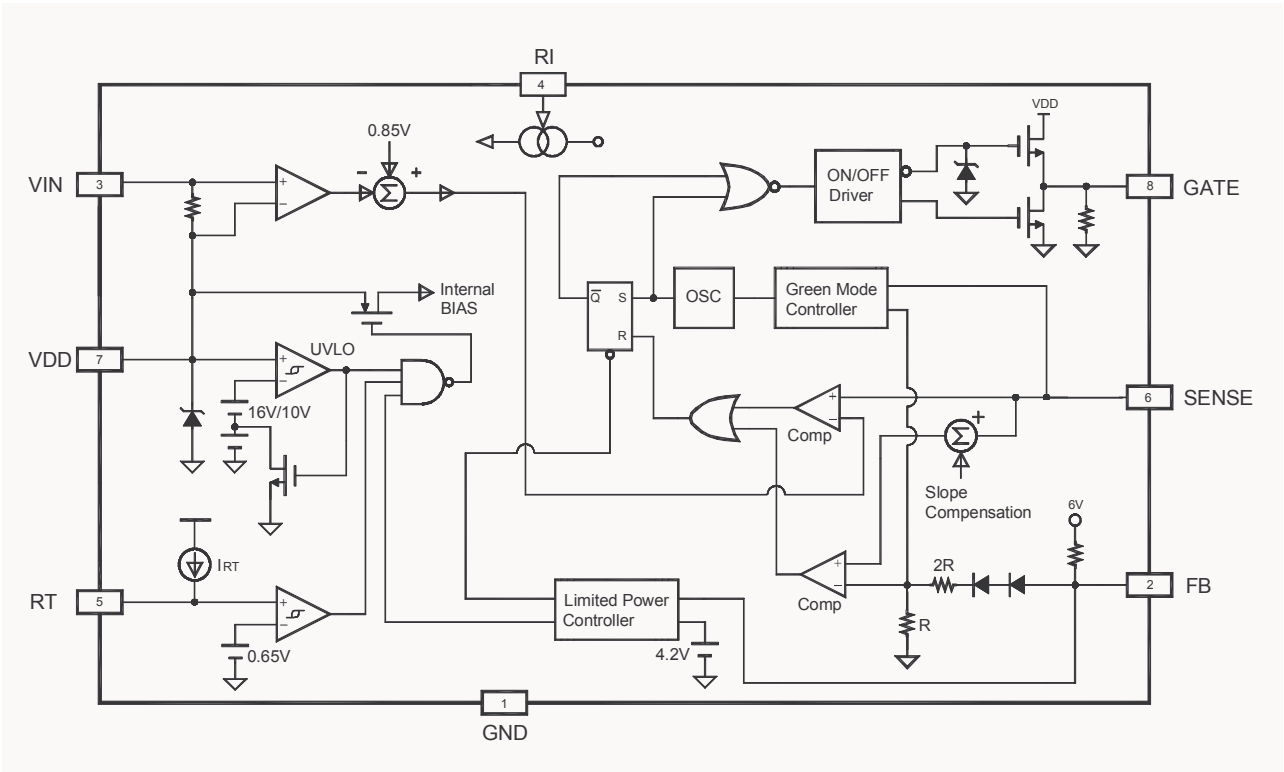 RI
4
VDD
0.85V
VIN
3
+
−
−
+
Σ
ON/OFF
Driver
8
GATE
Internal
BIAS
Q̅
S
R
OSC
Green Mode
Controller
VDD
7
UVLO
+
−
16V/10V
+
−
Comp
6
SENSE
+
Σ
Slope
Compensation
6V
IRT
RT
5
+
−
0.65V
Limited Power
Controller
4.2V
+
−
Comp
2R
R
2
FB
1
GND